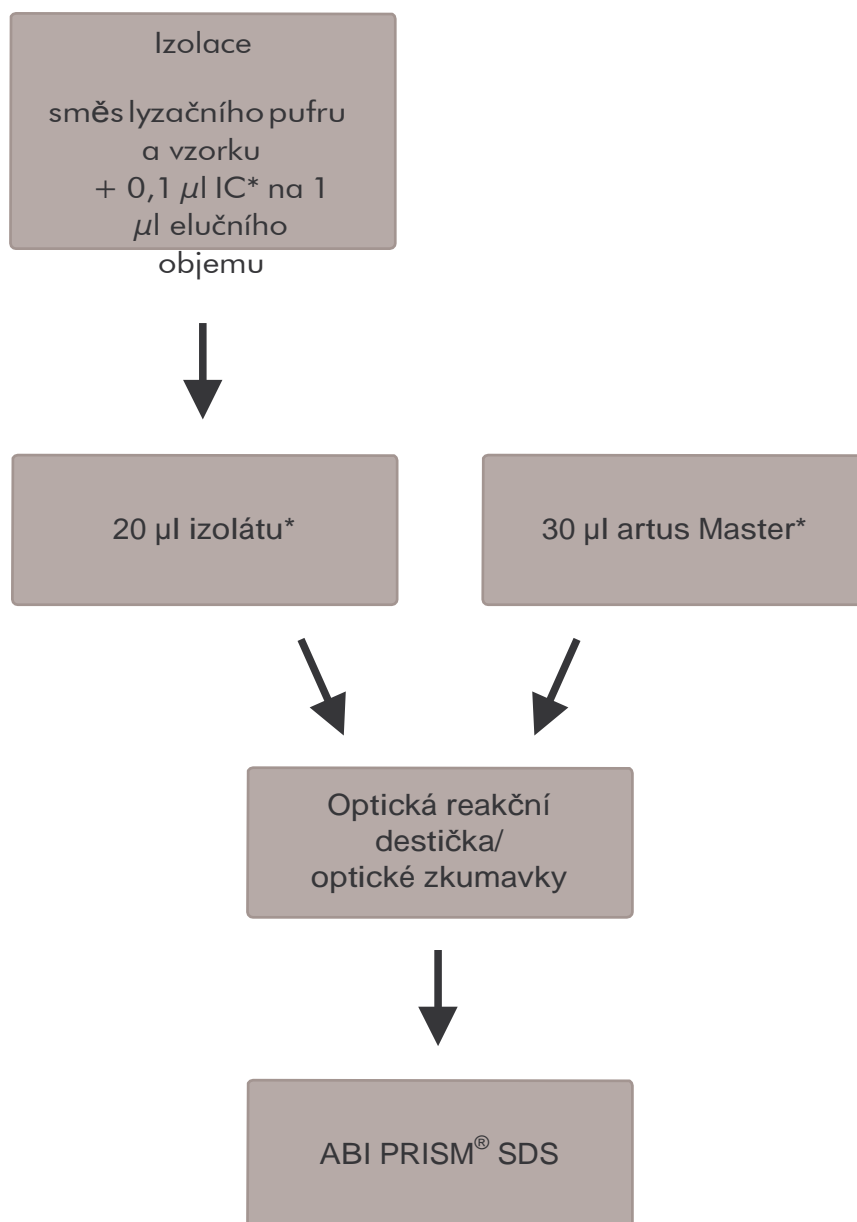 Izolace
směs lyzačního pufru
a vzorku
+ 0,1 µl IC* na 1
µl elučního
objemu
20 µl izolátu*
30 µl artus Master*
Optická reakční
destička/
optické zkumavky
ABI PRISM® SDS